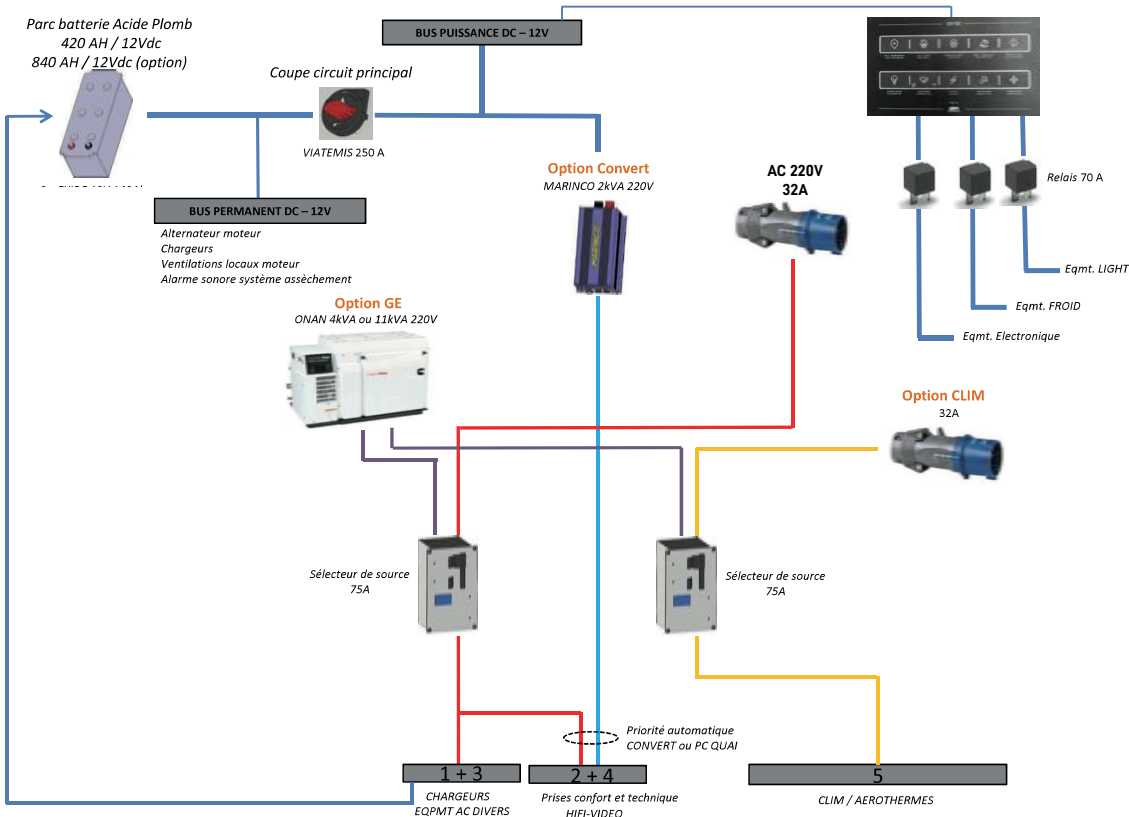 Parc batterie Acide Plomb
420 AH / 12Vdc
840 AH / 12Vdc (option)
BUS PUISSANCE DC – 12V
Coupe circuit principal
VIATEMIS 250 A
Option Convert
MARINCO 2kVA 220V
AC 220V
32A
Relais 70 A
BUS PERMANENT DC – 12V
Alternateur moteur
Chargeurs
Ventilations locaux moteur
Alarme sonore système assèchement
Eqmt. LIGHT
Eqmt. FROID
Eqmt. Electronique
Option GE
ONAN 4kVA ou 11kVA 220V
Option CLIM
32A
Sélecteur de source
75A
Sélecteur de source
75A
Priorité automatique
CONVERT ou PC QUAI
1 + 3
2 + 4
5
CHARGEURS
EQPMT AC DIVERS
Prises confort et technique
HIFI-VIDEO
CLIM / AEROTHERMES